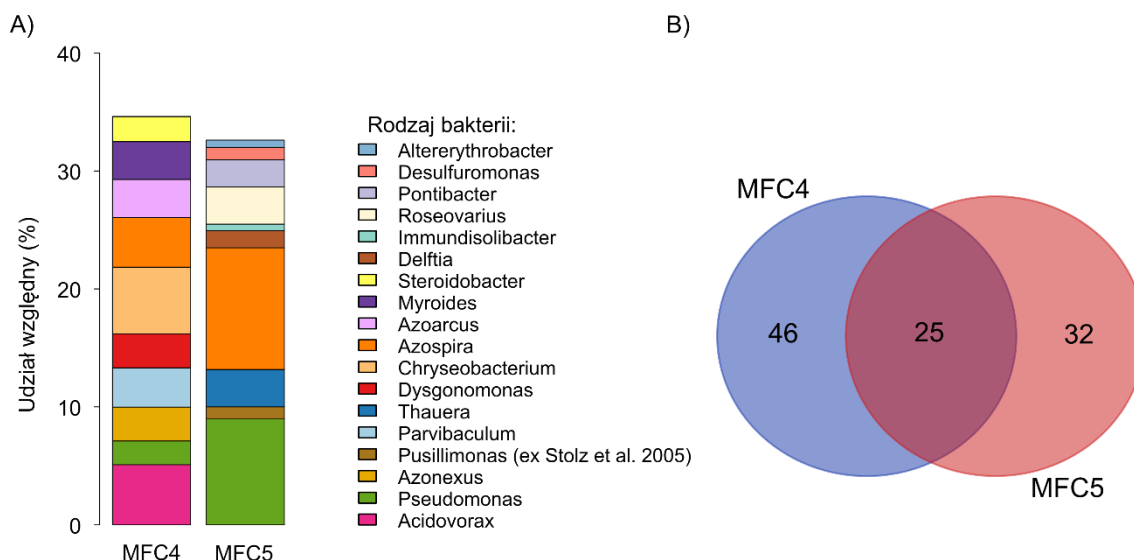 A)
40
30
20
10
0
Udział względny (%)
MFC4
MFC5
Rodzaj bakterii:
Altererythrobacter
Desulfuromonas
Pontibacter
Roseovarius
Immundisolibacter
Delftia
Steroidobacter
Myroides
Azoarcus
Azospira
Chryseobacterium
Dysgonomonas
Thauera
Parvibaculum
Pusillimonas (ex Stolz et al. 2005)
Azonexus
Pseudomonas
Acidovorax
B)
MFC4
46
25
32
MFC5